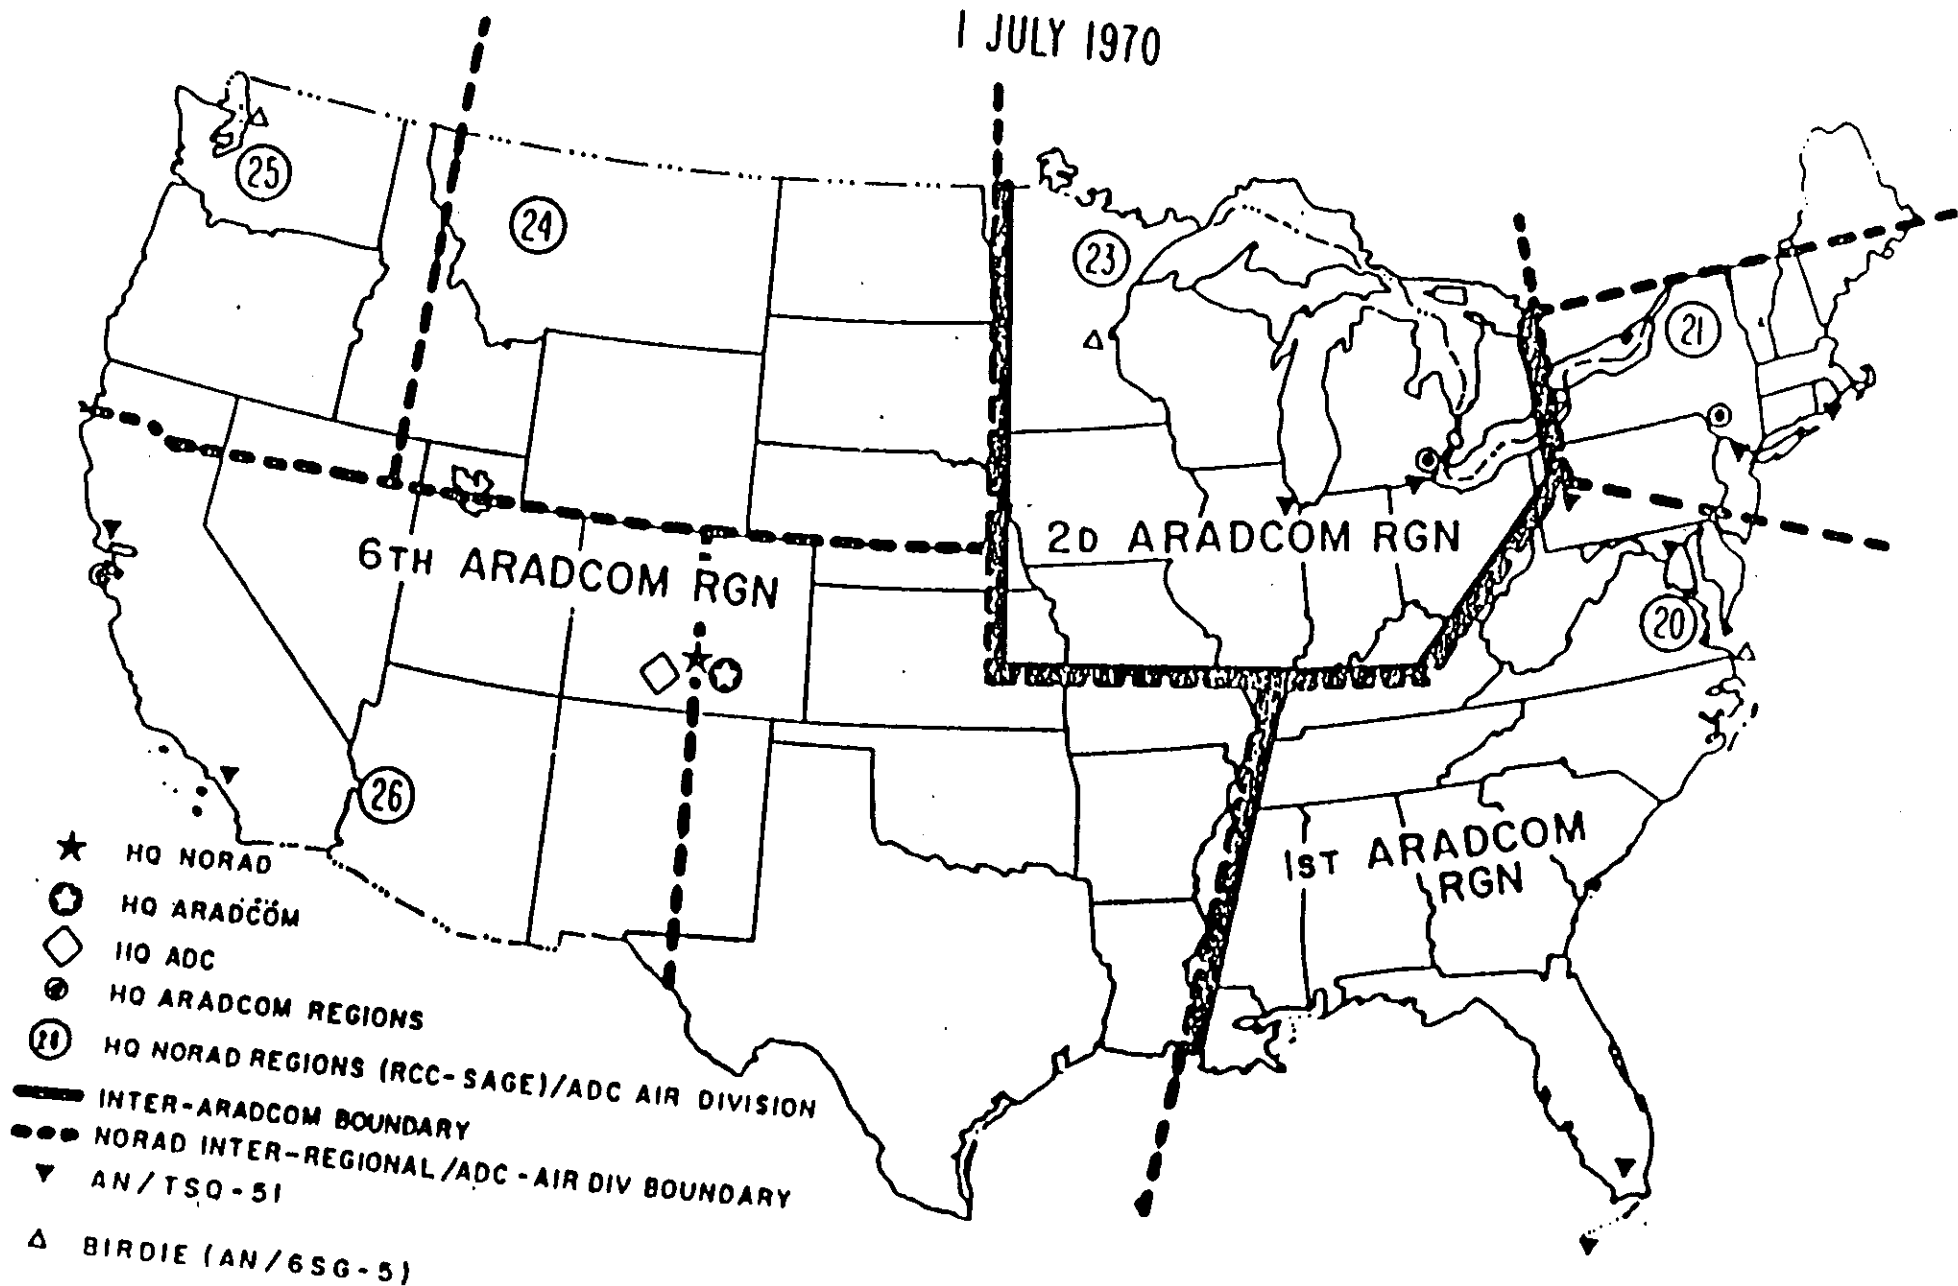 1 JULY 1970
25
24
23
21
2D ARADCOM RGN
6TH ARADCOM RGN
20
26
1ST ARADCOM
RGN
HQ NORAD
HQ ARADCOM
HQ ADC
HQ ARADCOM REGIONS
HQ NORAD REGIONS (RCC-SAGE)/ADC AIR DIVISION
INTER-ARADCOM BOUNDARY
NORAD INTER-REGIONAL/ADC-AIR DIV BOUNDARY
AN/TSQ-51
BIRDIE (AN/GSG-5)